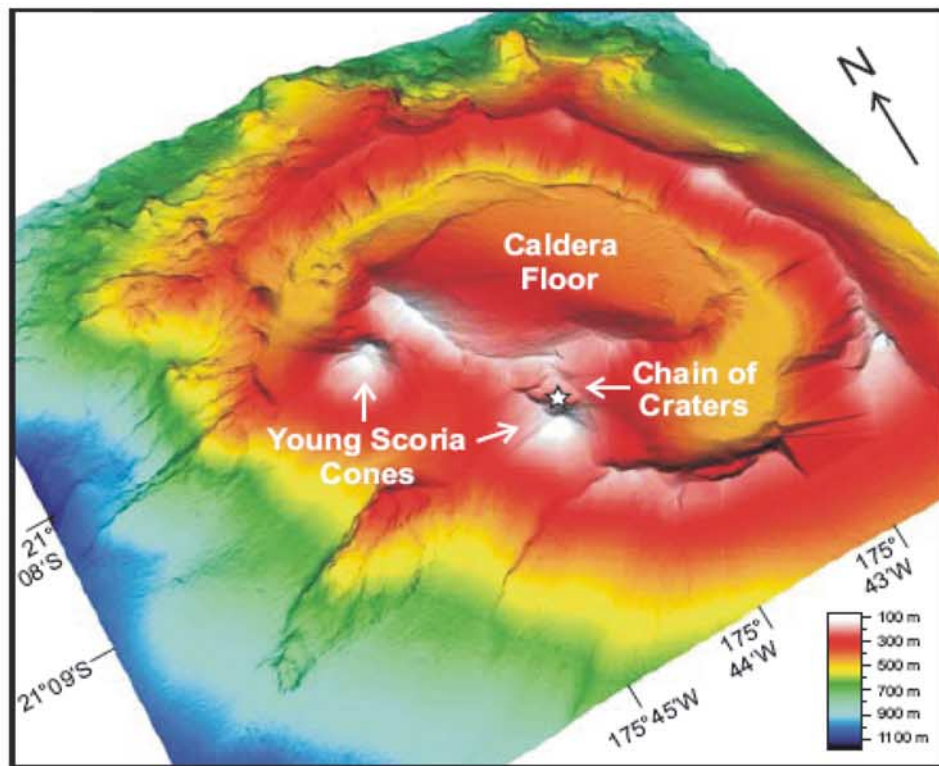 N
Caldera
Floor
Chain of
Craters
Young Scoria
Cones
21°
08'S
21°09'S
175°
43'W
175°
44'W
175°45'W
100 m
300 m
500 m
700 m
900 m
1100 m